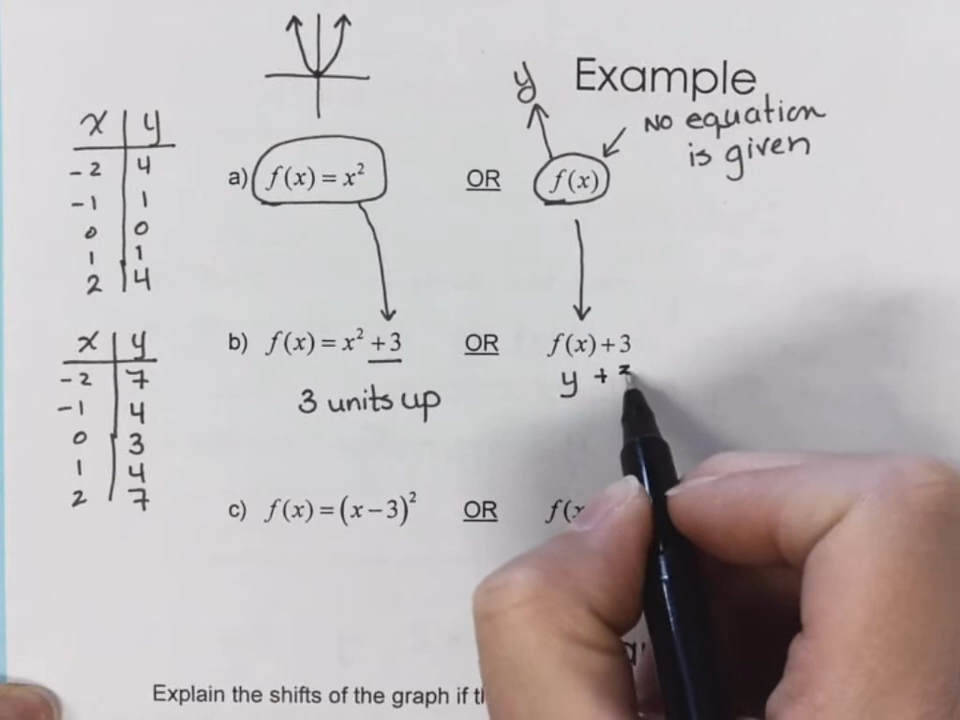 y Example
NO equation
is given
x y
-2 4
-1 1
0 0
1 1
2 4
a) f(x) = x² OR f(x)
x y
-2 7
-1 4
0 3
1 4
2 7
b) f(x) = x² +3 OR f(x)+3
3 units up y +
c) f(x) = (x−3)² OR
Explain the shifts of the graph if